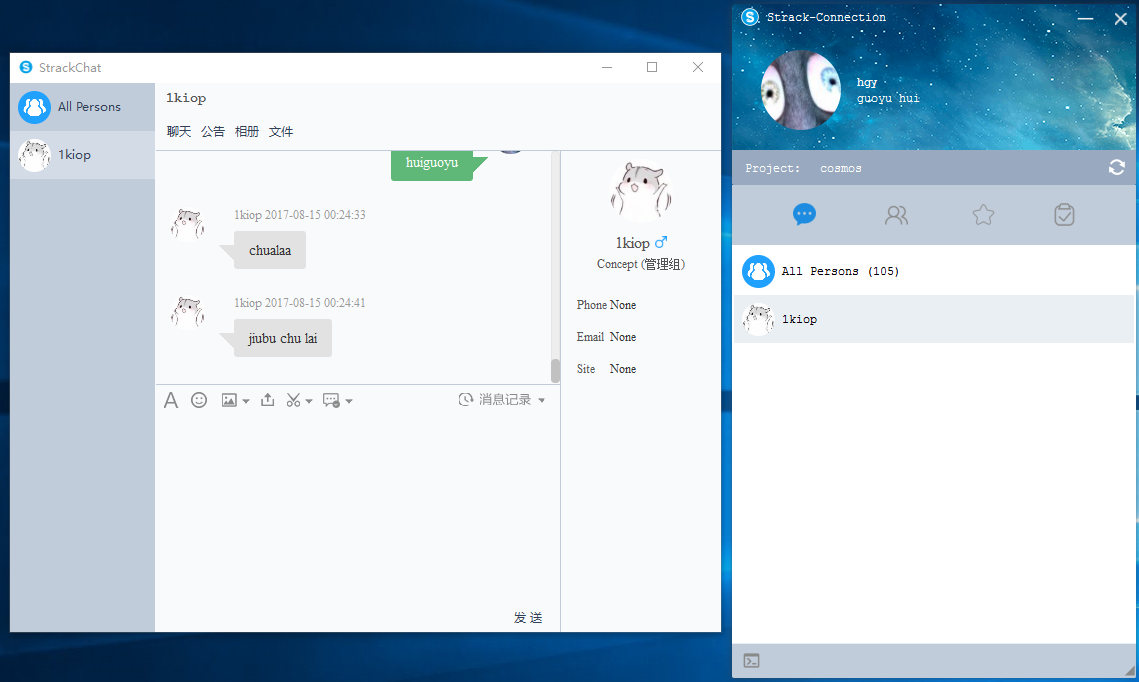 StrackChat
All Persons
1kiop
1kiop
聊天 公告 相册 文件
huiguoyu
1kiop 2017-08-15 00:24:33
chualaa
1kiop 2017-08-15 00:24:41
jiubu chu lai
消息记录
发 送
1kiop
Concept (管理组)
Phone None
Email None
Site None
Strack-Connection
hgy
guoyu hui
Project: cosmos
All Persons (105)
1kiop